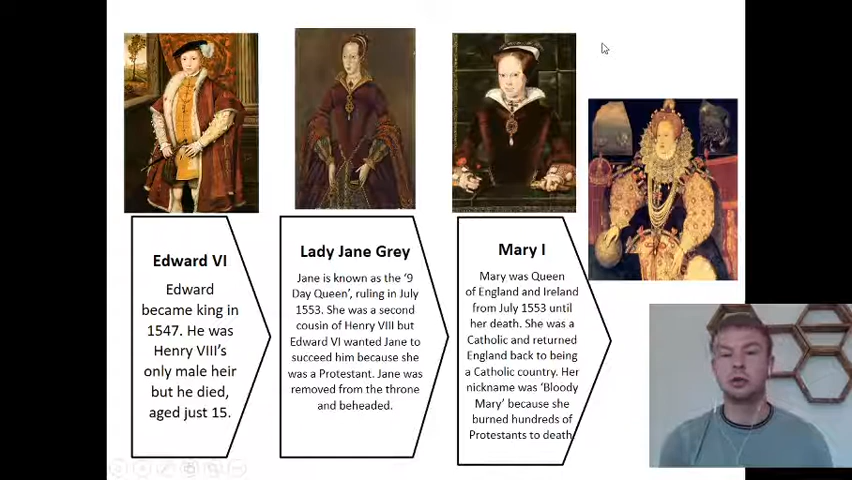 Edward VI
Edward
became king in
1547. He was
Henry VIII's
only male heir
but he died,
aged just 15.
Lady Jane Grey
Jane is known as the '9
Day Queen', ruling in July
1553. She was a second
cousin of Henry VIII but
Edward VI wanted Jane to
succeed him because she
was a Protestant. Jane was
removed from the throne
and beheaded.
Mary I
Mary was Queen
of England and Ireland
from July 1553 until
her death. She was a
Catholic and returned
England back to being
a Catholic country. Her
nickname was 'Bloody
Mary' because she
burned hundreds of
Protestants to death